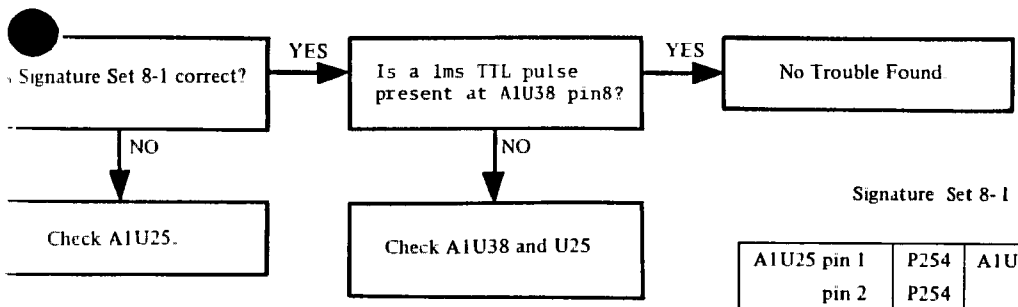 YES
YES
Signature Set 8-1 correct?
Is a 1ms TTL pulse
present at A1U38 pin8?
No Trouble Found
NO
NO
Signature Set 8-1
Check A1U25.
Check A1U38 and U25
A1U25 pin 1 P254 A1U
pin 2 P254